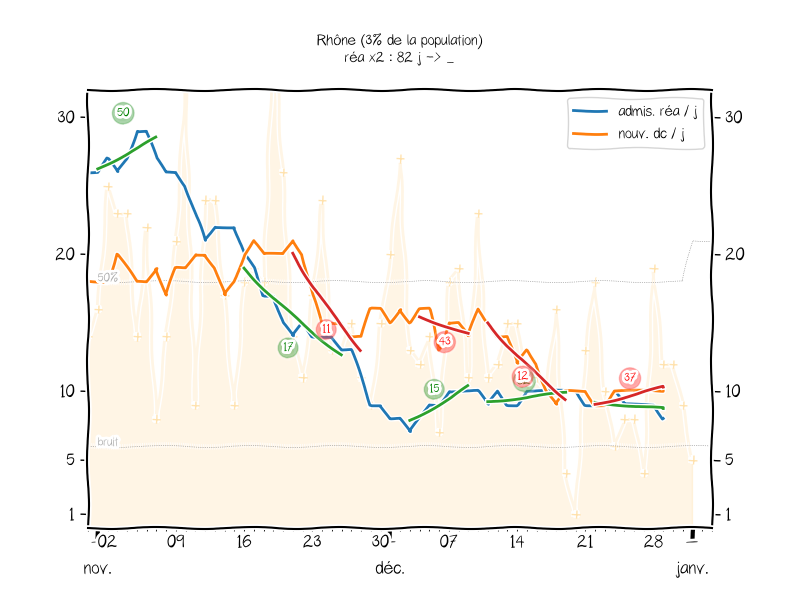 Rhône (3% de la population)
réa x2 : 82 j -> _
admis. réa / j
nouv. dc / j
30
30
50
20
20
50%
11
17
43
15
12
37
10
10
bruit
5
5
1
1
02 09 16 23 30 07 14 21 28
nov. déc. janv.